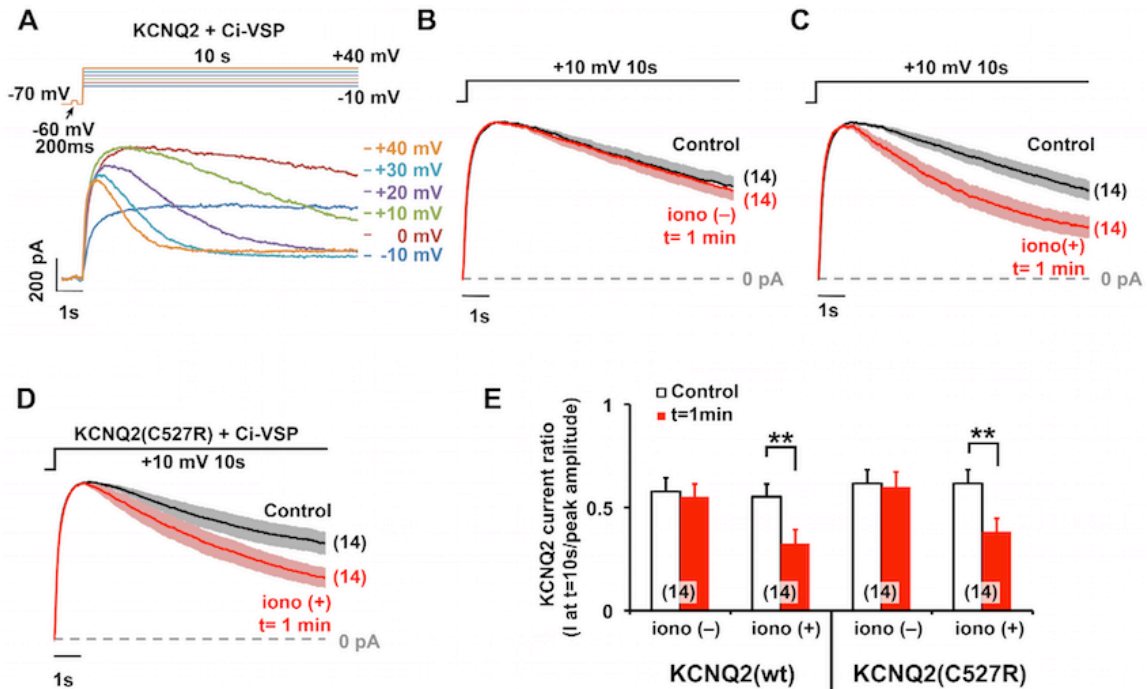 A
KCNQ2 + Ci-VSP
10 s
+40 mV
-70 mV
-10 mV
-60 mV
200ms
+40 mV
+30 mV
+20 mV
+10 mV
0 mV
-10 mV
200 pA
1s
B
+10 mV 10s
Control
(14)
(14)
iono (–)
t= 1 min
0 pA
1s
C
+10 mV 10s
Control
(14)
(14)
iono(+)
t= 1 min
0 pA
1s
D
KCNQ2(C527R) + Ci-VSP
+10 mV 10s
Control
(14)
(14)
iono (+)
t= 1 min
0 pA
1s
E
KCNQ2 current ratio
(I at t=10s/peak amplitude)
1
0.5
0
Control
t=1min
**
**
(14)
(14)
(14)
(14)
iono (–)
iono (+)
iono (–)
iono (+)
KCNQ2(wt)
KCNQ2(C527R)